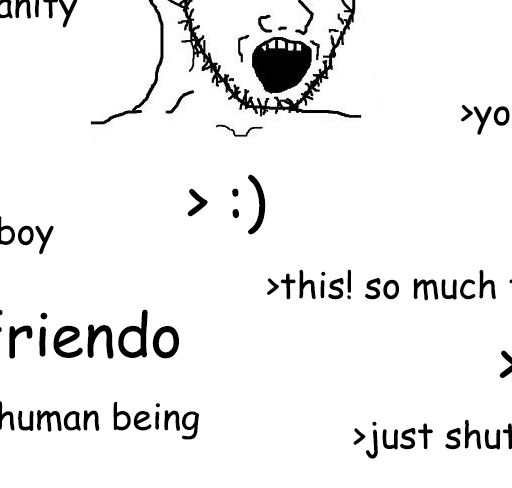 anity
>yo
> :)
boy
>this! so much
friendo
>
human being
>just shut